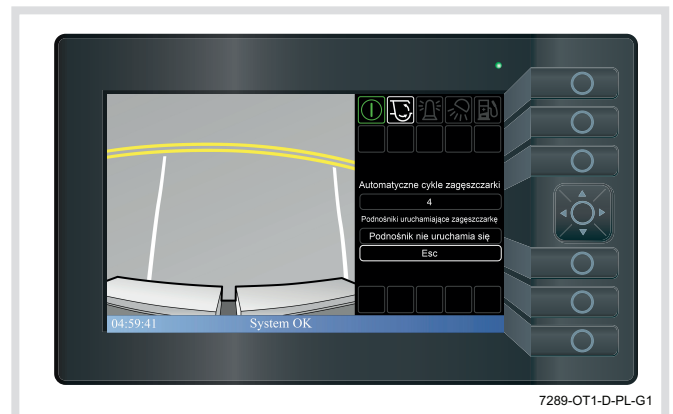 Automatyczne cykle zagęszczarki
4
Podnośniki uruchamiające zagęszczarkę
Podnośnik nie uruchamia się
Esc
04:59:41 System OK
7289-OT1-D-PL-G1